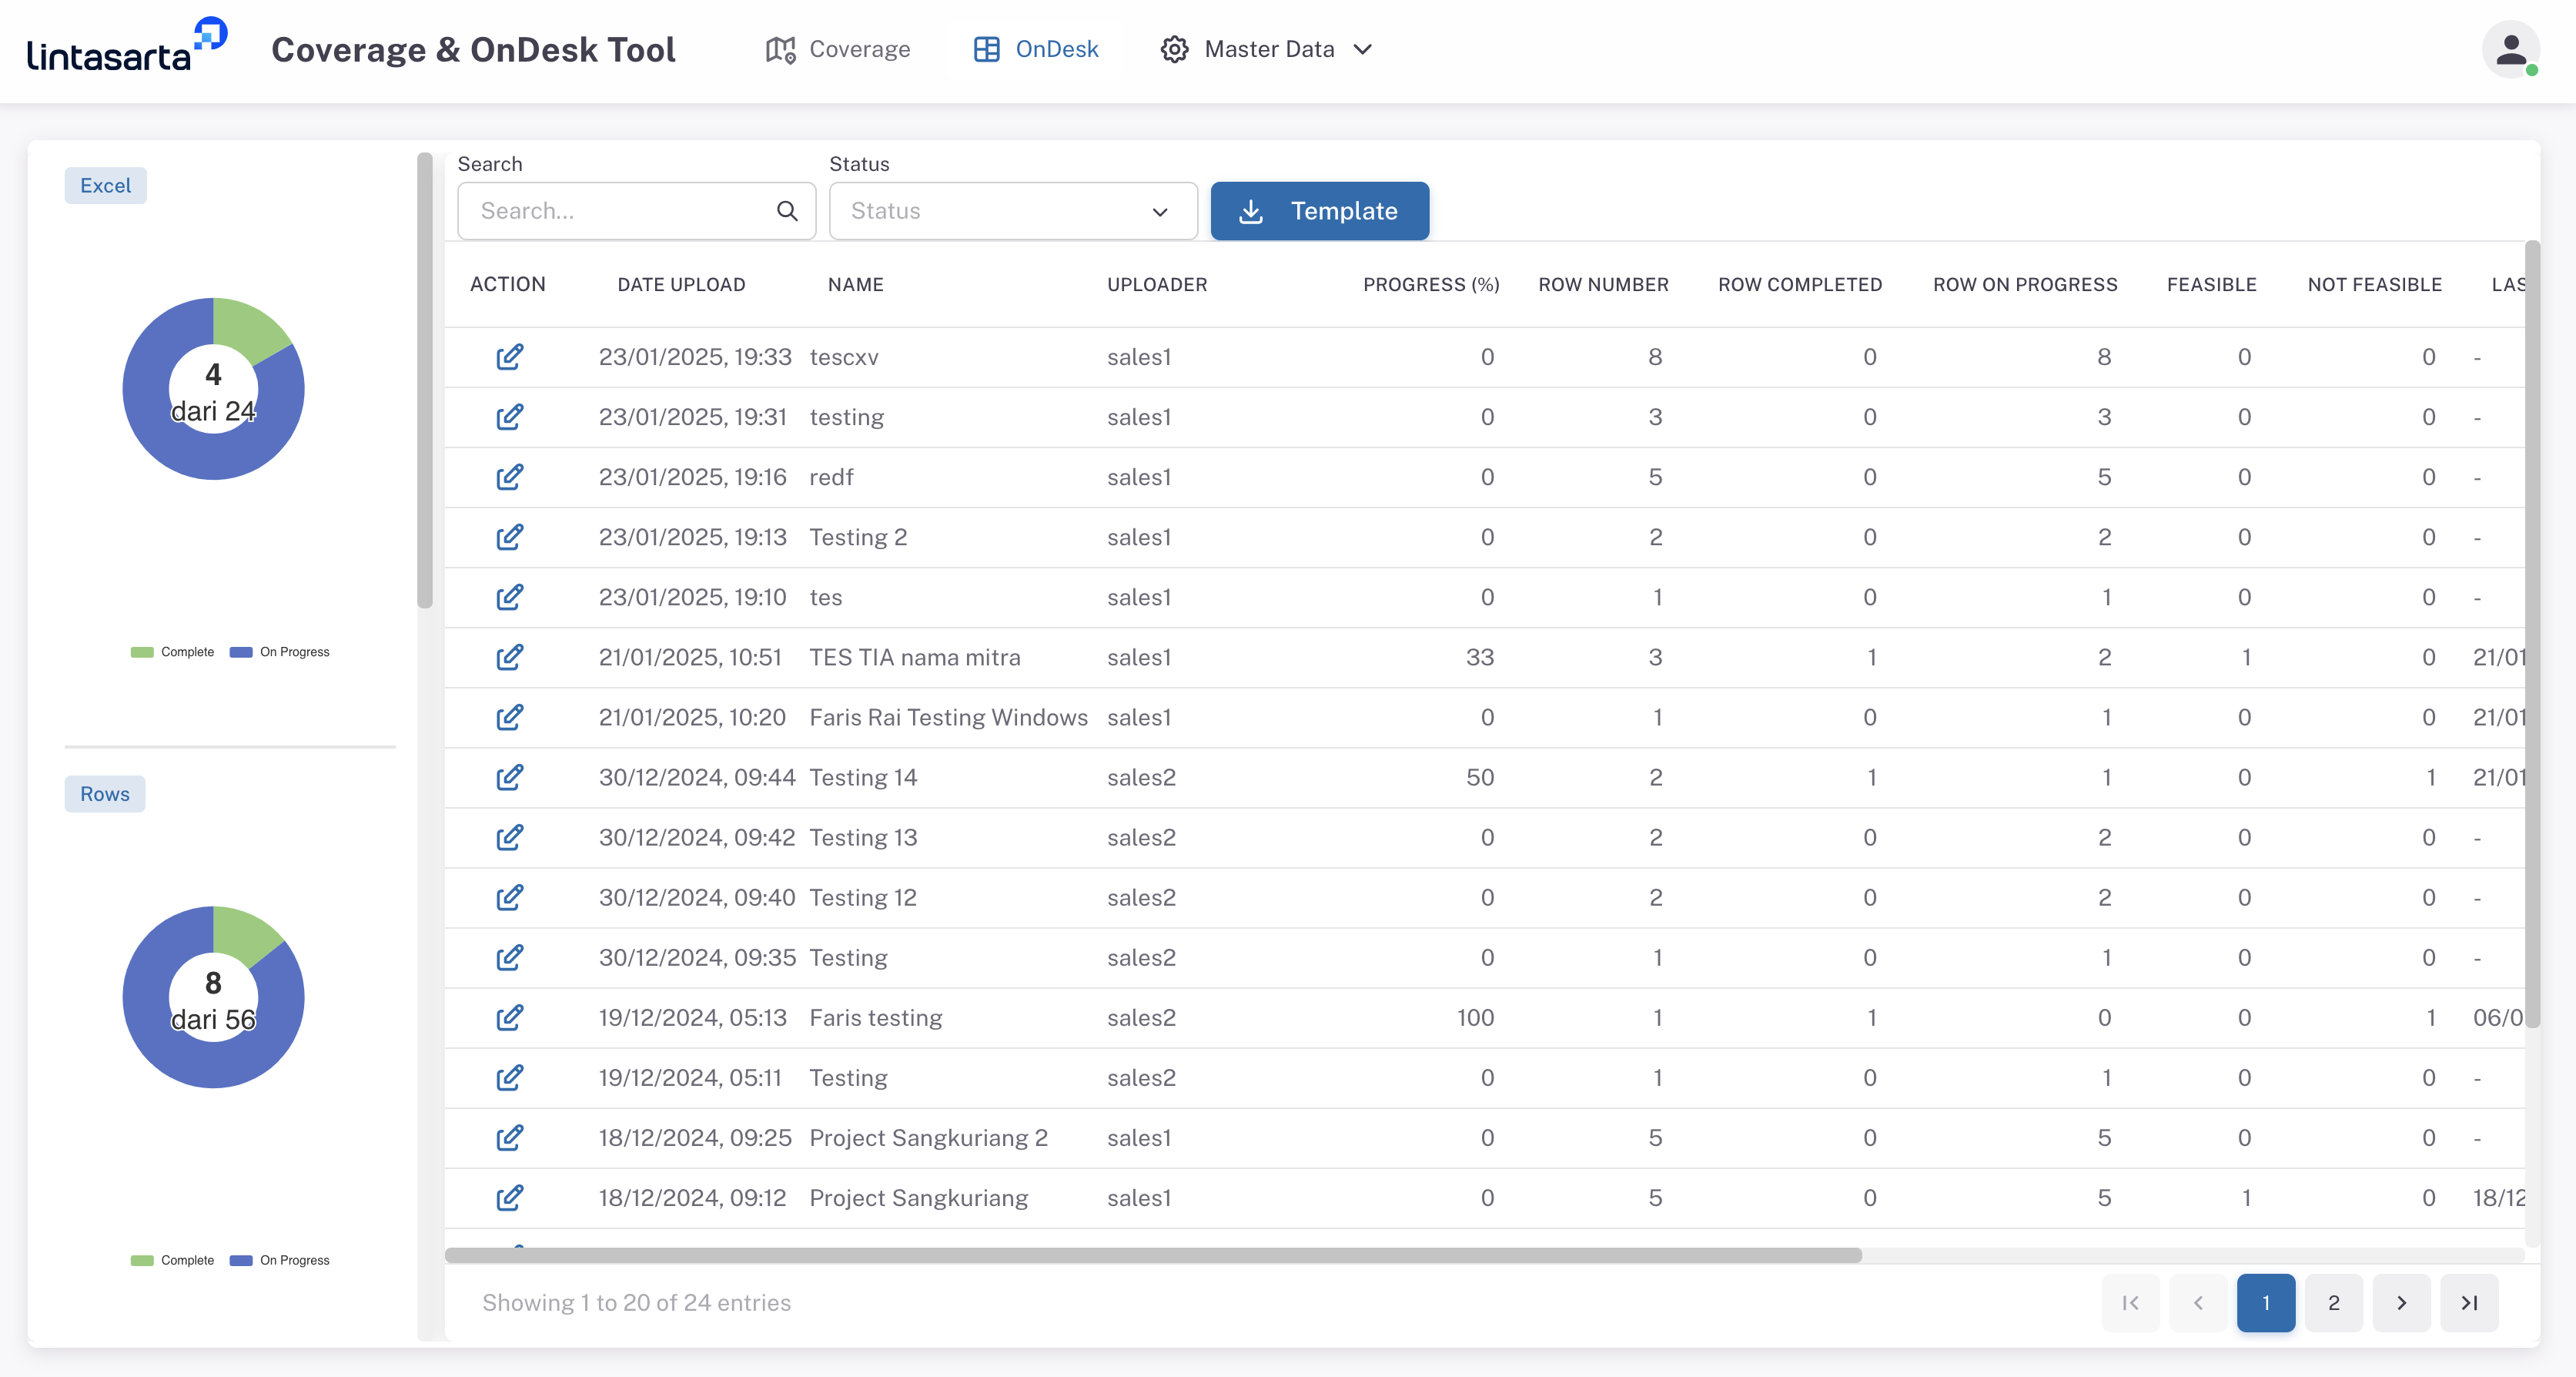 lintasarta
Coverage & OnDesk Tool
Coverage
OnDesk
Master Data
Excel
4
dari 24
Complete On Progress
Rows
8
dari 56
Complete On Progress
Search Status
Search... Status Template
ACTION DATE UPLOAD NAME UPLOADER PROGRESS (%) ROW NUMBER ROW COMPLETED ROW ON PROGRESS FEASIBLE NOT FEASIBLE LAS
23/01/2025, 19:33 tescxv sales1 0 8 0 8 0 0 -
23/01/2025, 19:31 testing sales1 0 3 0 3 0 0 -
23/01/2025, 19:16 redf sales1 0 5 0 5 0 0 -
23/01/2025, 19:13 Testing 2 sales1 0 2 0 2 0 0 -
23/01/2025, 19:10 tes sales1 0 1 0 1 0 0 -
21/01/2025, 10:51 TES TIA nama mitra sales1 33 3 1 2 1 0 21/01
21/01/2025, 10:20 Faris Rai Testing Windows sales1 0 1 0 1 0 0 21/01
30/12/2024, 09:44 Testing 14 sales2 50 2 1 1 0 1 21/01
30/12/2024, 09:42 Testing 13 sales2 0 2 0 2 0 0 -
30/12/2024, 09:40 Testing 12 sales2 0 2 0 2 0 0 -
30/12/2024, 09:35 Testing sales2 0 1 0 1 0 0 -
19/12/2024, 05:13 Faris testing sales2 100 1 1 0 0 1 06/0
19/12/2024, 05:11 Testing sales2 0 1 0 1 0 0 -
18/12/2024, 09:25 Project Sangkuriang 2 sales1 0 5 0 5 0 0 -
18/12/2024, 09:12 Project Sangkuriang sales1 0 5 0 5 1 0 18/12
Showing 1 to 20 of 24 entries
1 2